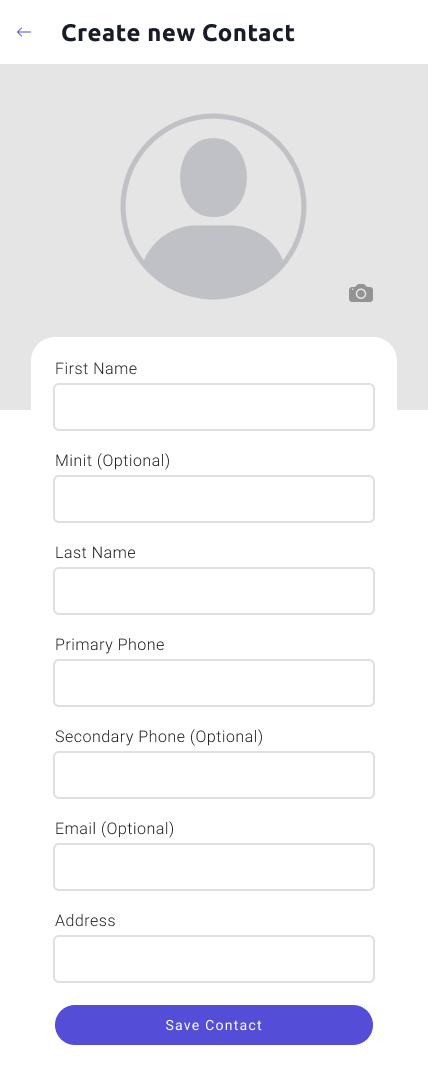 Create new Contact
First Name
Minit (Optional)
Last Name
Primary Phone
Secondary Phone (Optional)
Email (Optional)
Address
Save Contact